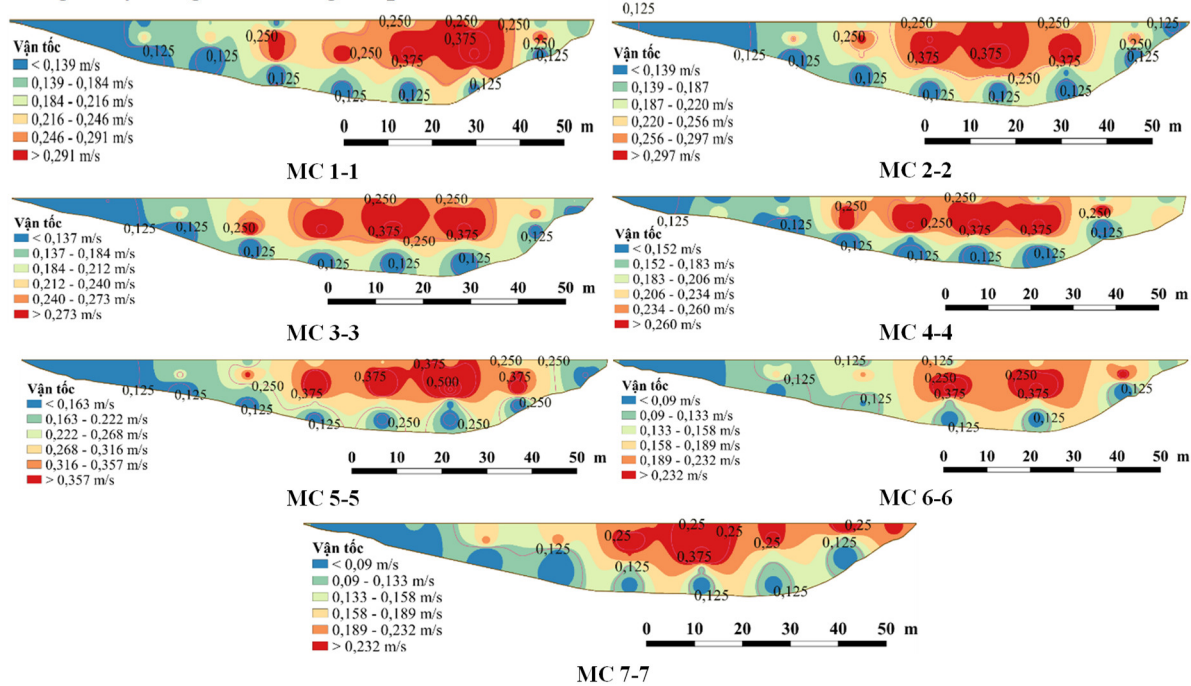 0,250
0,250
0,250
0,375
0,250
0,250
0,125
0,125
0,125
0,125
0,125
0,125
0,125
Vận tốc
< 0,139 m/s
0,139 - 0,184 m/s
0,184 - 0,216 m/s
0,216 - 0,246 m/s
0,246 - 0,291 m/s
> 0,291 m/s
0 10 20 30 40 50 m
MC 1-1
0,125
0,250
0,250
0,125
0,250
0,375
0,375
0,250
0,125
0,125
0,125
0,125
0,125
0,125
Vận tốc
< 0,139 m/s
0,139 - 0,187
0,187 - 0,220 m/s
0,220 - 0,256 m/s
0,256 - 0,297 m/s
> 0,297 m/s
0 10 20 30 40 50 m
MC 2-2
0,250
0,250
0,125
0,125
0,250
0,375
0,250
0,375
0,125
0,125
0,125
0,125
0,125
Vận tốc
< 0,137 m/s
0,137 - 0,184 m/s
0,184 - 0,212 m/s
0,212 - 0,240 m/s
0,240 - 0,273 m/s
> 0,273 m/s
0 10 20 30 40 50 m
MC 3-3
0,250
0,125
0,125
0,250
0,250
0,250
0,375
0,375
0,250
0,125
0,125
0,125
0,125
0,125
Vận tốc
< 0,152 m/s
0,152 - 0,183 m/s
0,183 - 0,206 m/s
0,206 - 0,234 m/s
0,234 - 0,260 m/s
> 0,260 m/s
0 10 20 30 40 50 m
MC 4-4
0,375
0,250
0,250
0,125
0,125
0,250
0,375
0,375
0,500
0,375
0,125
0,125
0,250
0,250
0,250
Vận tốc
< 0,163 m/s
0,163 - 0,222 m/s
0,222 - 0,268 m/s
0,268 - 0,316 m/s
0,316 - 0,357 m/s
> 0,357 m/s
0 10 20 30 40 50 m
MC 5-5
0,125
0,125
0,250
0,250
0,375
0,375
0,125
0,125
0,125
0,125
0,125
Vận tốc
< 0,09 m/s
0,09 - 0,133 m/s
0,133 - 0,158 m/s
0,158 - 0,189 m/s
0,189 - 0,232 m/s
> 0,232 m/s
0 10 20 30 40 50 m
MC 6-6
0,25
0,25
0,25
0,25
0,25
0,125
0,375
0,125
0,125
0,125
0,125
Vận tốc
< 0,09 m/s
0,09 - 0,133 m/s
0,133 - 0,158 m/s
0,158 - 0,189 m/s
0,189 - 0,232 m/s
> 0,232 m/s
0 10 20 30 40 50 m
MC 7-7